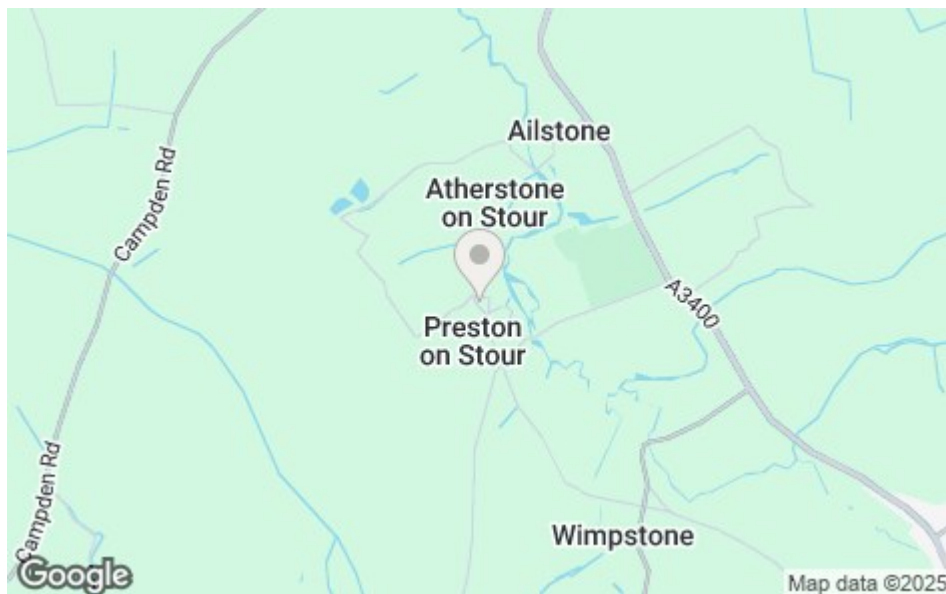 Ailstone
Campden Rd
Atherstone
on Stour
A3400
Preston
on Stour
Campden Rd
Wimpstone
Google
Map data ©2025